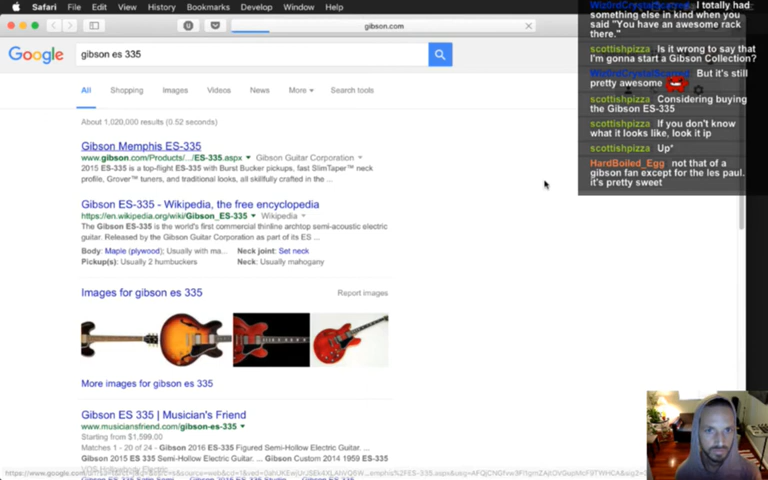 Safari File Edit View History Bookmarks Develop Window Help
gibson.com
Google
gibson es 335
All Shopping Images Videos News More Search tools
About 1,020,000 results (0.52 seconds)
Gibson Memphis ES-335
www.gibson.com/Products/.../ES-335.aspx Gibson Guitar Corporation
2015 ES-335 is a top-flight ES-335 with Burst Bucker pickups, fast SlimTaper™ neck
profile, Grover™ tuners, and traditional looks, all skillfully crafted in the ...
Gibson ES-335 - Wikipedia, the free encyclopedia
https://en.wikipedia.org/wiki/Gibson_ES-335 Wikipedia
The Gibson ES-335 is the world's first commercial thinline archtop semi-acoustic electric
guitar. Released by the Gibson Guitar Corporation as part of its ES ...
Body: Maple (plywood); Usually with ma... Neck joint: Set neck
Pickup(s): Usually 2 humbuckers Neck: Usually mahogany
Images for gibson es 335 Report images
More images for gibson es 335
Gibson ES 335 | Musician's Friend
www.musiciansfriend.com/gibson-es-335
Starting from $1,599.00
Matches 1 - 20 of 24 - Gibson 2016 ES-335 Figured Semi-Hollow Electric Guitar. ...
Gibson 2015 ES 335 Semi-Hollow Electric Guitar. ... Gibson Custom 2014 1959 ES-335
I totally had
something else in kind when you
said "You have an awesome rack
there."
scottishpizza Is it wrong to say that
I'm gonna start a Gibson Collection?
But it's still
pretty awesome
scottishpizza Considering buying
the Gibson ES-335
scottishpizza If you don't know
what it looks like, look it ip
scottishpizza Up*
HardBoiled_Egg not that of a
gibson fan except for the les paul.
it's pretty sweet